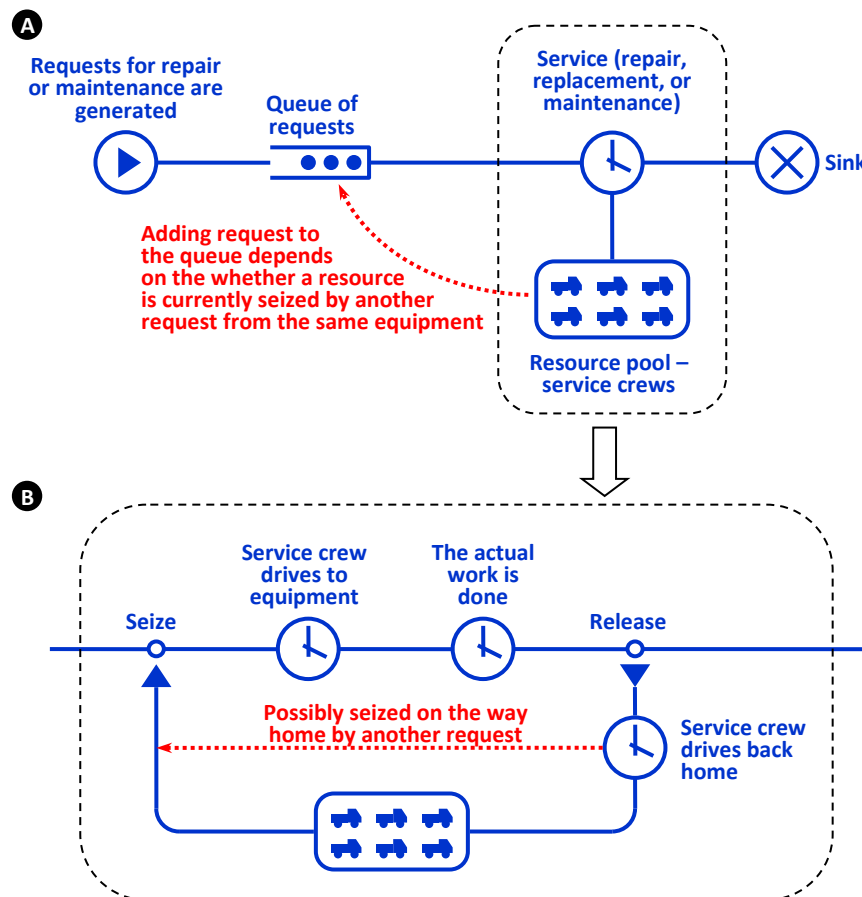 A
Requests for repair
or maintenance are
generated
Queue of
requests
Service (repair,
replacement, or
maintenance)
Sink
Adding request to
the queue depends
on the whether a resource
is currently seized by another
request from the same equipment
Resource pool –
service crews
B
Seize
Service crew
drives to
equipment
The actual
work is
done
Release
Possibly seized on the way
home by another request
Service crew
drives back
home